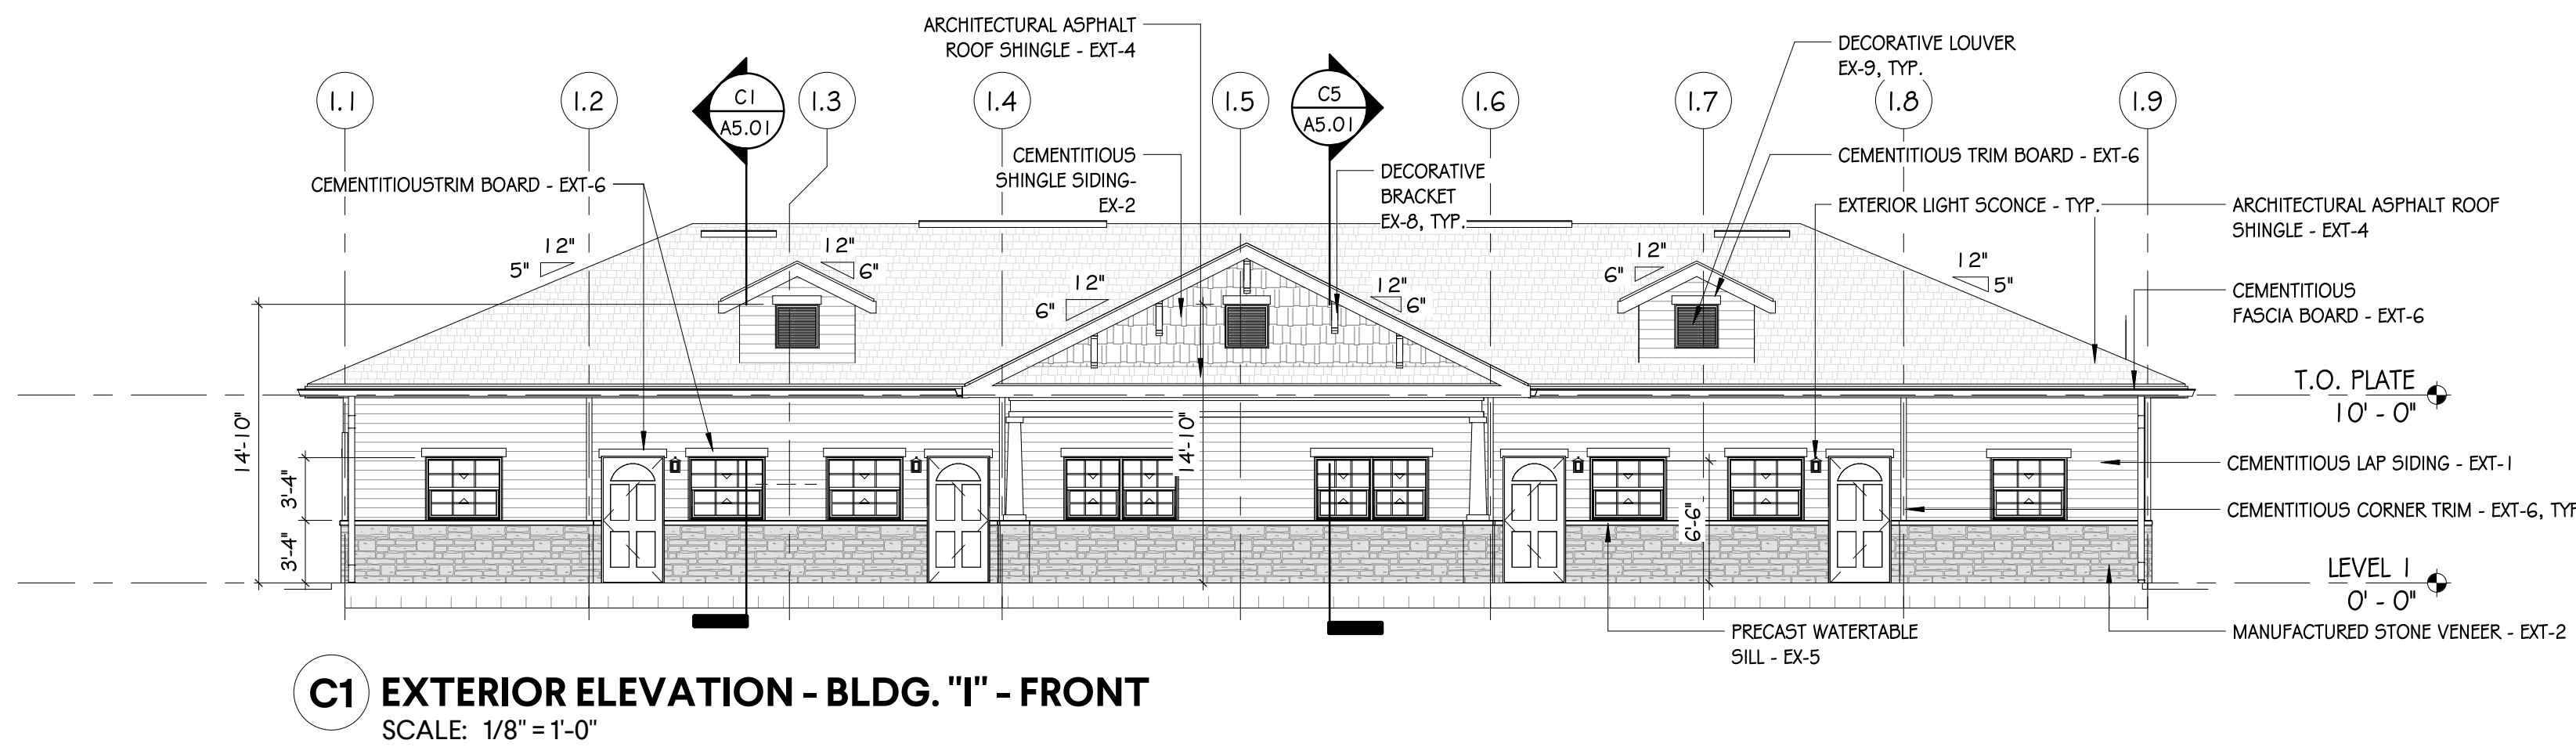 ARCHITECTURAL ASPHALT
ROOF SHINGLE - EXT-4
DECORATIVE LOUVER
EX-9, TYP.
1.1
1.2
C1
A5.01
1.3
1.4
1.5
C5
A5.01
1.6
1.7
1.8
1.9
CEMENTITIOUSTRIM BOARD - EXT-6
CEMENTITIOUS
SHINGLE SIDING-
EX-2
DECORATIVE
BRACKET
EX-8, TYP.
CEMENTITIOUS TRIM BOARD - EXT-6
EXTERIOR LIGHT SCONCE - TYP.
ARCHITECTURAL ASPHALT ROOF
SHINGLE - EXT-4
12"
5"
12"
6"
12"
6"
12"
6"
12"
6"
12"
5"
CEMENTITIOUS
FASCIA BOARD - EXT-6
T.O. PLATE
10' - 0"
14'-10"
3'-4"
3'-4"
14'-10"
6'-6"
CEMENTITIOUS LAP SIDING - EXT-1
CEMENTITIOUS CORNER TRIM - EXT-6, TYP
LEVEL 1
0' - 0"
PRECAST WATERTABLE
SILL - EX-5
MANUFACTURED STONE VENEER - EXT-2
C1 EXTERIOR ELEVATION - BLDG. "I" - FRONT
SCALE: 1/8" = 1'-0"